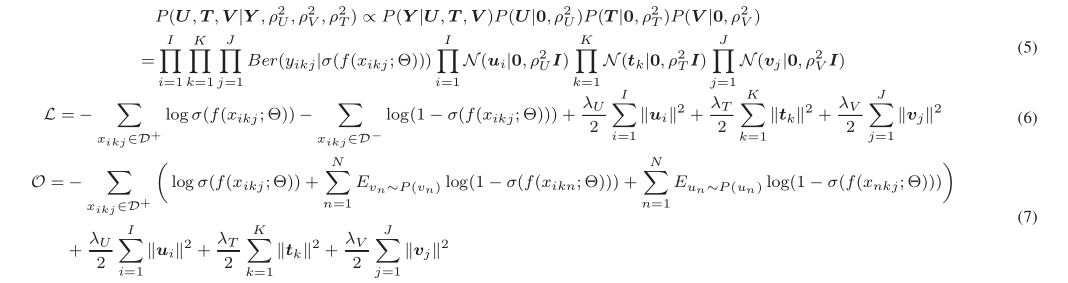 P(U, T, V|Y, ρ_U^2, ρ_V^2, ρ_T^2) ∝ P(Y|U, T, V)P(U|0, ρ_U^2)P(T|0, ρ_T^2)P(V|0, ρ_V^2)
= ∏_{i=1}^{I} ∏_{k=1}^{K} ∏_{j=1}^{J} Ber(y_{ikj}|σ(f(x_{ikj}; Θ))) ∏_{i=1}^{I} 𝒩(u_i|0, ρ_U^2 I) ∏_{k=1}^{K} 𝒩(t_k|0, ρ_T^2 I) ∏_{j=1}^{J} 𝒩(v_j|0, ρ_V^2 I) (5)
ℒ = − ∑_{x_{ikj}∈𝒟^+} log σ(f(x_{ikj}; Θ)) − ∑_{x_{ikj}∈𝒟^−} log(1 − σ(f(x_{ikj}; Θ))) + λ_U/2 ∑_{i=1}^{I} ‖u_i‖^2 + λ_T/2 ∑_{k=1}^{K} ‖t_k‖^2 + λ_V/2 ∑_{j=1}^{J} ‖v_j‖^2 (6)
𝒪 = − ∑_{x_{ikj}∈𝒟^+} ( log σ(f(x_{ikj}; Θ)) + ∑_{n=1}^{N} E_{v_n∼P(v_n)} log(1 − σ(f(x_{ikn}; Θ))) + ∑_{n=1}^{N} E_{u_n∼P(u_n)} log(1 − σ(f(x_{nkj}; Θ))) )
+ λ_U/2 ∑_{i=1}^{I} ‖u_i‖^2 + λ_T/2 ∑_{k=1}^{K} ‖t_k‖^2 + λ_V/2 ∑_{j=1}^{J} ‖v_j‖^2 (7)